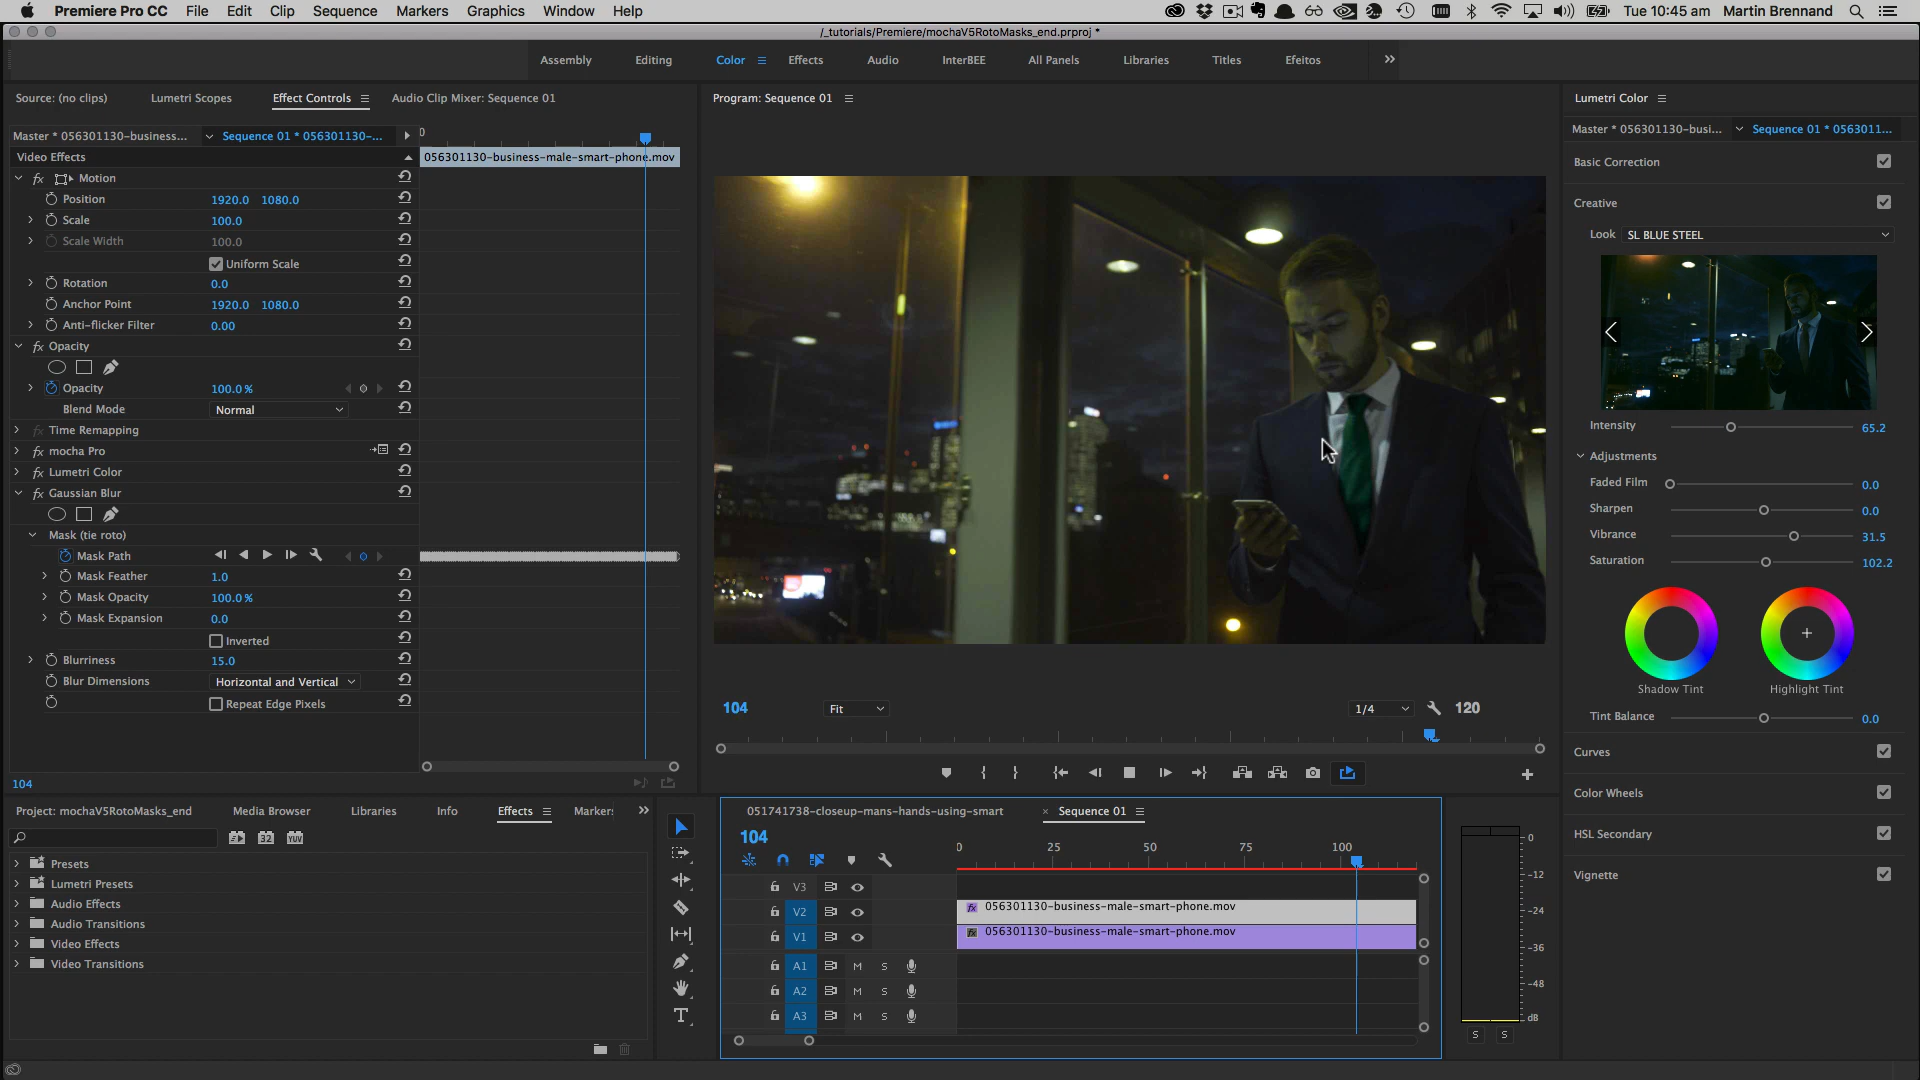 Premiere Pro CC File Edit Clip Sequence Markers Graphics Window Help Tue 10:45 am Martin Brennand
/_tutorials/Premiere/mochaV5RotoMasks_end.prproj *
Assembly Editing Color Effects Audio InterBEE All Panels Libraries Titles Efeitos
Source: (no clips) Lumetri Scopes Effect Controls Audio Clip Mixer: Sequence 01
Master * 056301130-business... Sequence 01 * 056301130-... 0
Video Effects 056301130-business-male-smart-phone.mov
fx Motion
Position 1920.0 1080.0
Scale 100.0
Scale Width 100.0
Uniform Scale
Rotation 0.0
Anchor Point 1920.0 1080.0
Anti-flicker Filter 0.00
fx Opacity
Opacity 100.0 %
Blend Mode Normal
fx Time Remapping
fx mocha Pro
fx Lumetri Color
fx Gaussian Blur
Mask (tie roto)
Mask Path
Mask Feather 1.0
Mask Opacity 100.0 %
Mask Expansion 0.0
Inverted
Blurriness 15.0
Blur Dimensions Horizontal and Vertical
Repeat Edge Pixels
104
Program: Sequence 01
104 Fit 1/4 120
Lumetri Color
Master * 056301130-busi... Sequence 01 * 0563011...
Basic Correction
Creative
Look SL BLUE STEEL
Intensity 65.2
Adjustments
Faded Film 0.0
Sharpen 0.0
Vibrance 31.5
Saturation 102.2
Shadow Tint Highlight Tint
Tint Balance 0.0
Curves
Color Wheels
HSL Secondary
Vignette
Project: mochaV5RotoMasks_end Media Browser Libraries Info Effects Markers
32 YUV
Presets
Lumetri Presets
Audio Effects
Audio Transitions
Video Effects
Video Transitions
T
051741738-closeup-mans-hands-using-smart × Sequence 01
104
0 25 50 75 100
V3
V2 fx 056301130-business-male-smart-phone.mov
V1 fx 056301130-business-male-smart-phone.mov
A1 M S
A2 M S
A3 M S
0
-12
-24
-36
-48
dB
S S